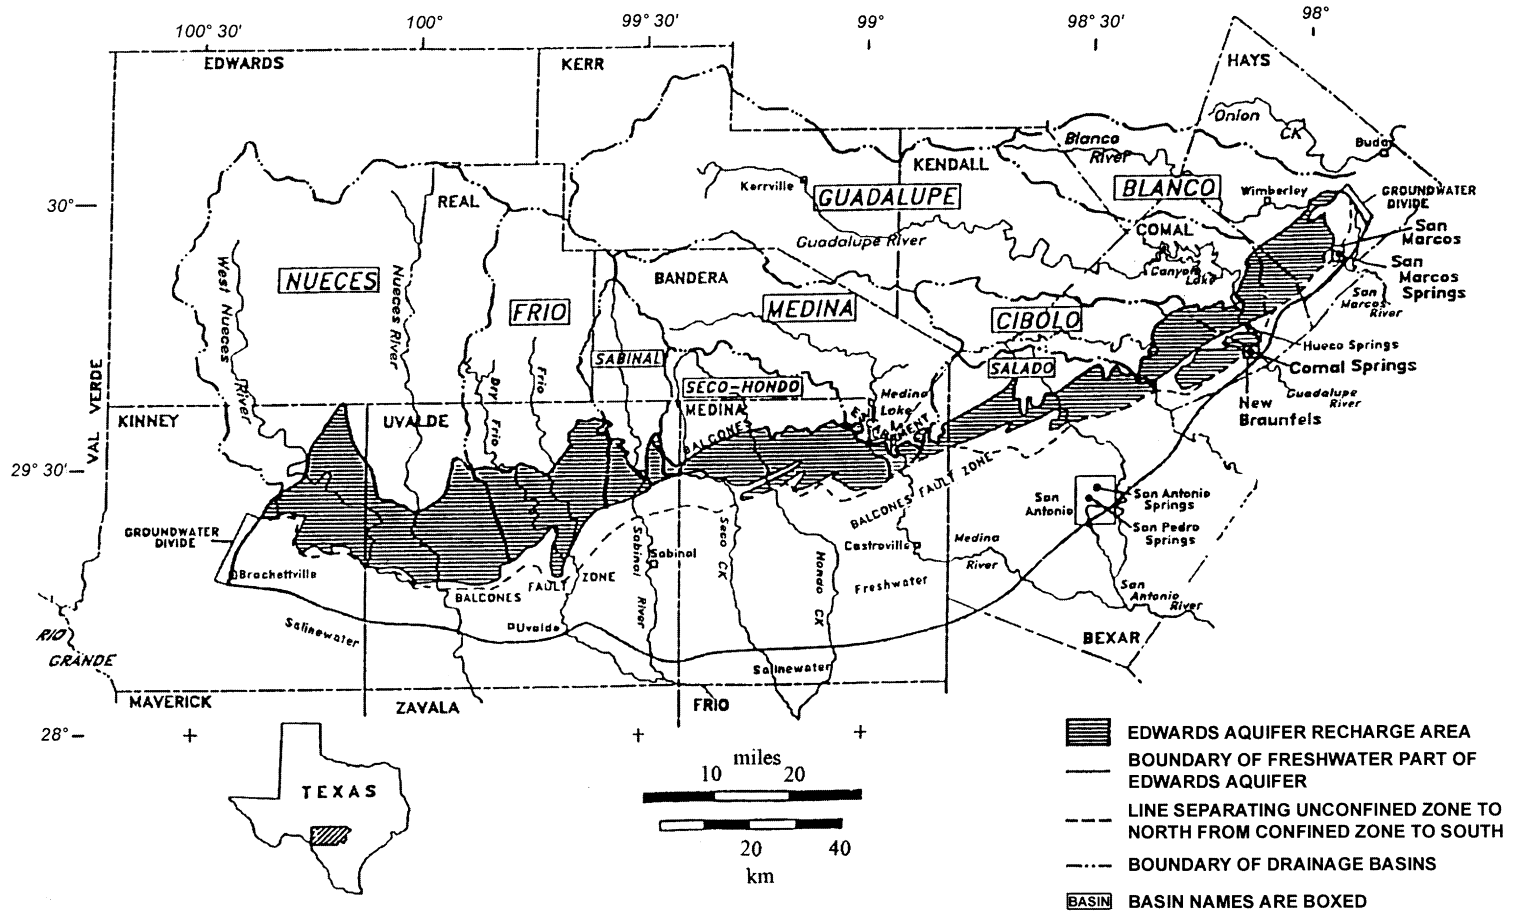 100° 30'
100°
99° 30'
99°
98° 30'
98°
EDWARDS
KERR
HAYS
Onion
CK
Buda
Blanco
River
KENDALL
Kerrville
GUADALUPE
BLANCO
Wimberley
GROUNDWATER
DIVIDE
30°
REAL
San
Marcos
Guadalupe River
COMAL
San
Marcos
Springs
Canyon
Lake
West Nueces River
NUECES
Nueces River
BANDERA
San
Marcos
River
FRIO
MEDINA
CIBOLO
Hueco Springs
SABINAL
Comal Springs
SALADO
VAL VERDE
Dry Frio
Frio
SECO-HONDO
Medina
Lake
Guadalupe
River
New
Braunfels
KINNEY
UVALDE
MEDINA
BALCONES
ESCARPMENT
29° 30'
BALCONES FAULT ZONE
San
Antonio
San Antonio
Springs
San Pedro
Springs
GROUNDWATER
DIVIDE
Sabinal
Castroville
Medina
River
Brachettville
BALCONES FAULT ZONE
Sabinal River
Seco CK
Hondo CK
Freshwater
San
Antonio
River
Salinewater
Uvalde
RIO
GRANDE
BEXAR
Salinewater
MAVERICK
ZAVALA
FRIO
28°
EDWARDS AQUIFER RECHARGE AREA
BOUNDARY OF FRESHWATER PART OF
EDWARDS AQUIFER
LINE SEPARATING UNCONFINED ZONE TO
NORTH FROM CONFINED ZONE TO SOUTH
BOUNDARY OF DRAINAGE BASINS
BASIN
BASIN NAMES ARE BOXED
TEXAS
miles
10
20
20
40
km